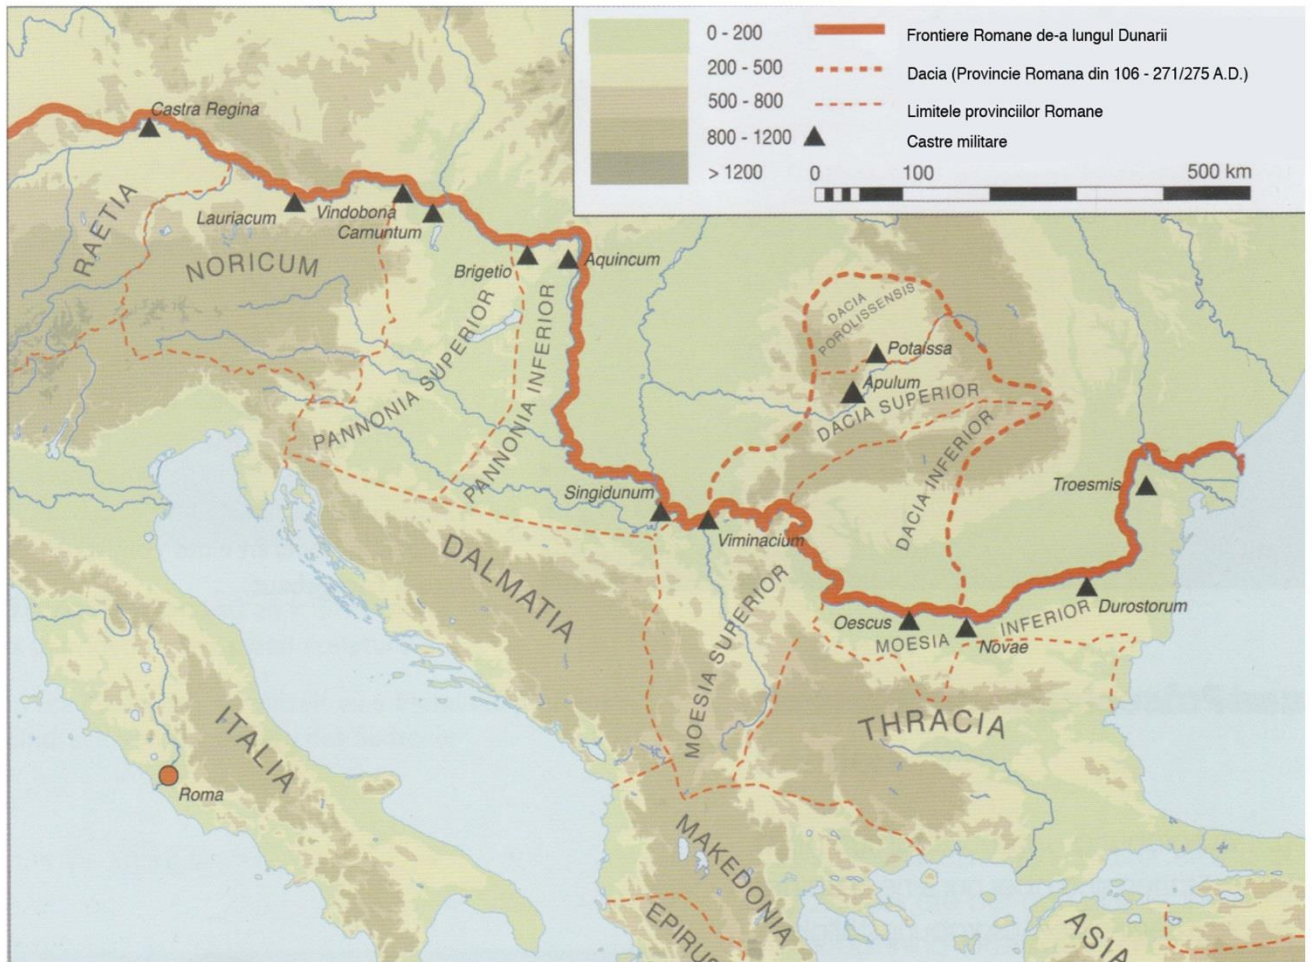 0 - 200
200 - 500
500 - 800
800 - 1200
> 1200
Frontiere Romane de-a lungul Dunarii
Dacia (Provincie Romana din 106 - 271/275 A.D.)
Limitele provinciilor Romane
Castre militare
0 100 500 km
Castra Regina
RAETIA
Lauriacum
Vindobona
Carnuntum
NORICUM
Brigetio
Aquincum
PANNONIA SUPERIOR
PANNONIA INFERIOR
DACIA
POROLISSENSIS
Potaissa
Apulum
DACIA SUPERIOR
DACIA INFERIOR
Singidunum
Viminacium
Troesmis
DALMATIA
MOESIA SUPERIOR
Oescus
MOESIA INFERIOR
Novae
Durostorum
ITALIA
Roma
THRACIA
MAKEDONIA
EPIRUS
ASIA